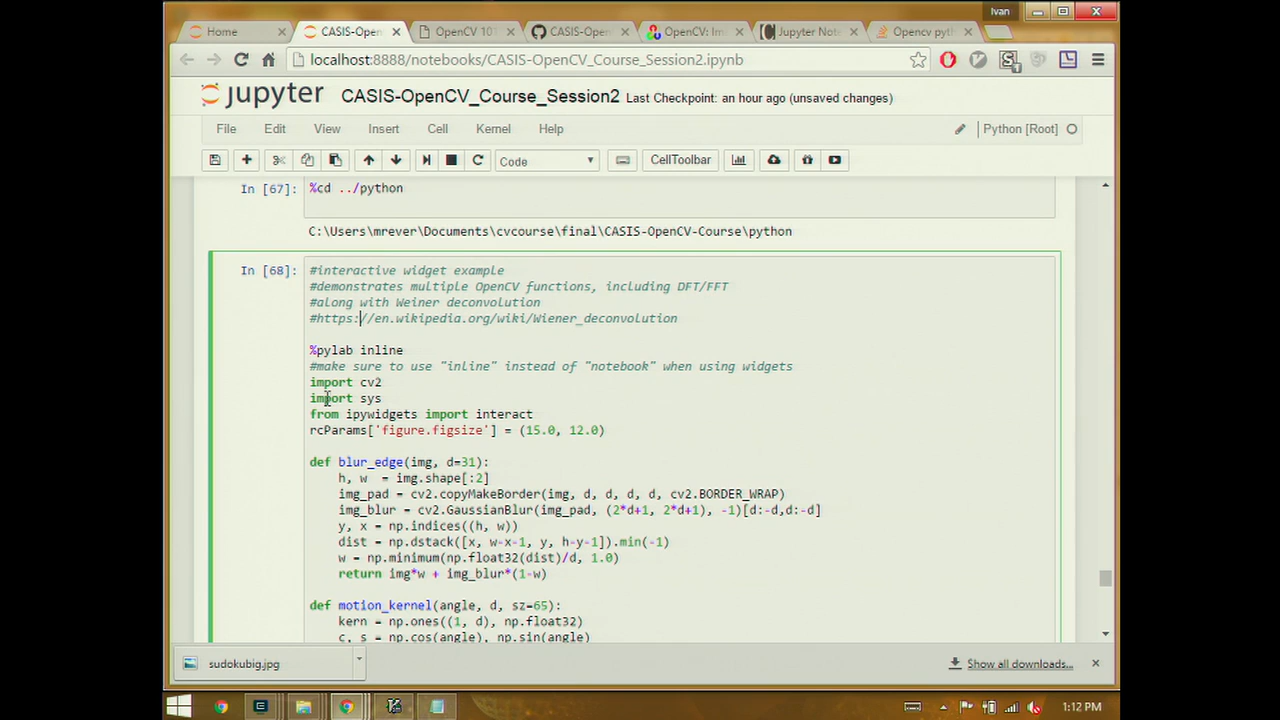 Ivan
Home
CASIS-Open
OpenCV 101
CASIS-Open
OpenCV: Im
Jupyter Note
Opencv pyth
localhost:8888/notebooks/CASIS-OpenCV_Course_Session2.ipynb
jupyter CASIS-OpenCV_Course_Session2 Last Checkpoint: an hour ago (unsaved changes)
File Edit View Insert Cell Kernel Help Python [Root]
Code CellToolbar
In [67]: %cd ../python
C:\Users\mrever\Documents\cvcourse\final\CASIS-OpenCV-Course\python
In [68]: #interactive widget example
#demonstrates multiple OpenCV functions, including DFT/FFT
#along with Weiner deconvolution
#https://en.wikipedia.org/wiki/Wiener_deconvolution
%pylab inline
#make sure to use "inline" instead of "notebook" when using widgets
import cv2
import sys
from ipywidgets import interact
rcParams['figure.figsize'] = (15.0, 12.0)
def blur_edge(img, d=31):
h, w  = img.shape[:2]
img_pad = cv2.copyMakeBorder(img, d, d, d, d, cv2.BORDER_WRAP)
img_blur = cv2.GaussianBlur(img_pad, (2*d+1, 2*d+1), -1)[d:-d,d:-d]
y, x = np.indices((h, w))
dist = np.dstack([x, w-x-1, y, h-y-1]).min(-1)
w = np.minimum(np.float32(dist)/d, 1.0)
return img*w + img_blur*(1-w)
def motion_kernel(angle, d, sz=65):
kern = np.ones((1, d), np.float32)
c, s = np.cos(angle), np.sin(angle)
sudokubig.jpg
Show all downloads...
1:12 PM